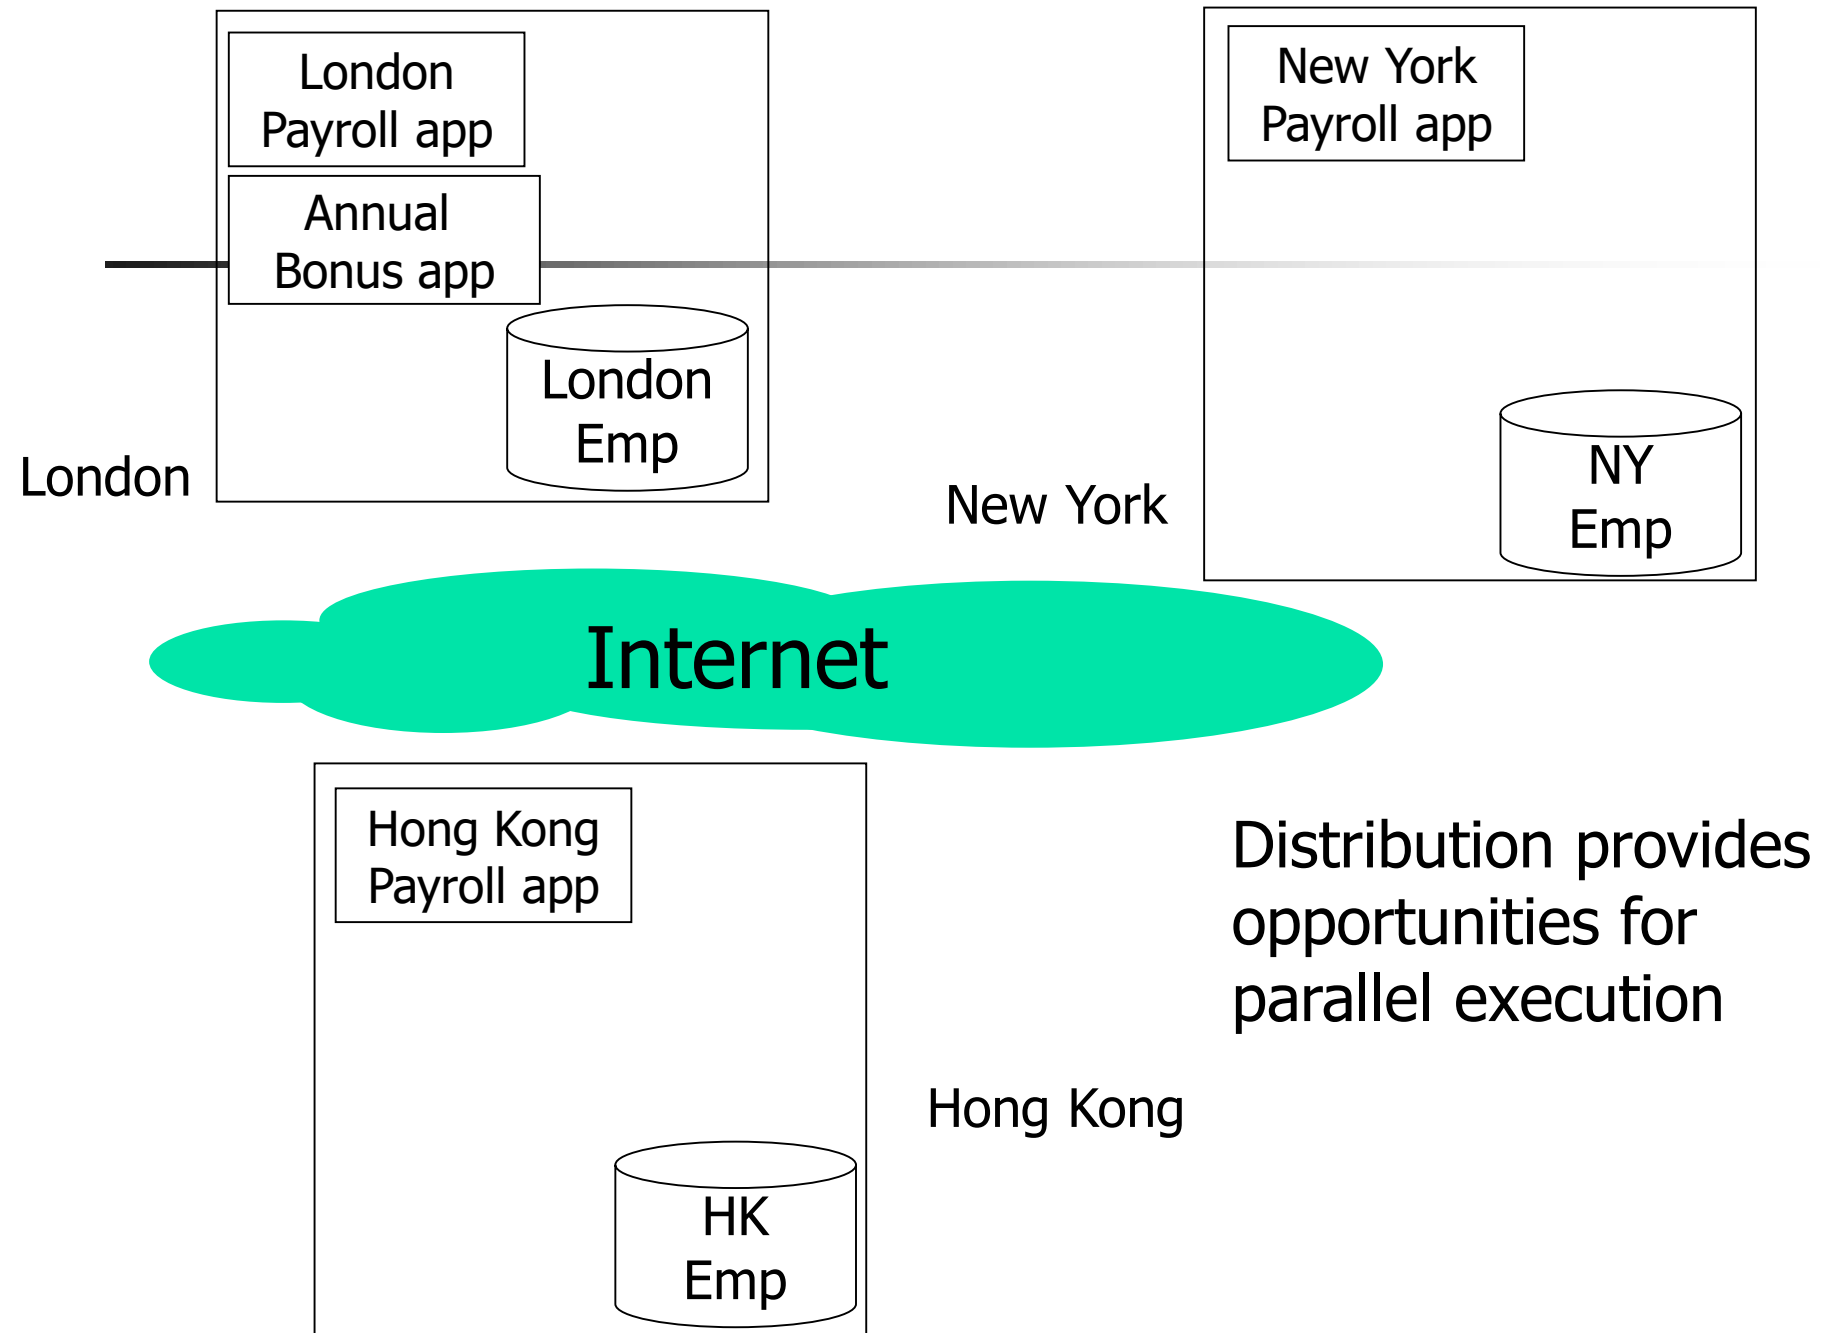 London
Payroll app
Annual
Bonus app
London
Emp
London
New York
Payroll app
NY
Emp
New York
Internet
Hong Kong
Payroll app
HK
Emp
Hong Kong
Distribution provides
opportunities for
parallel execution